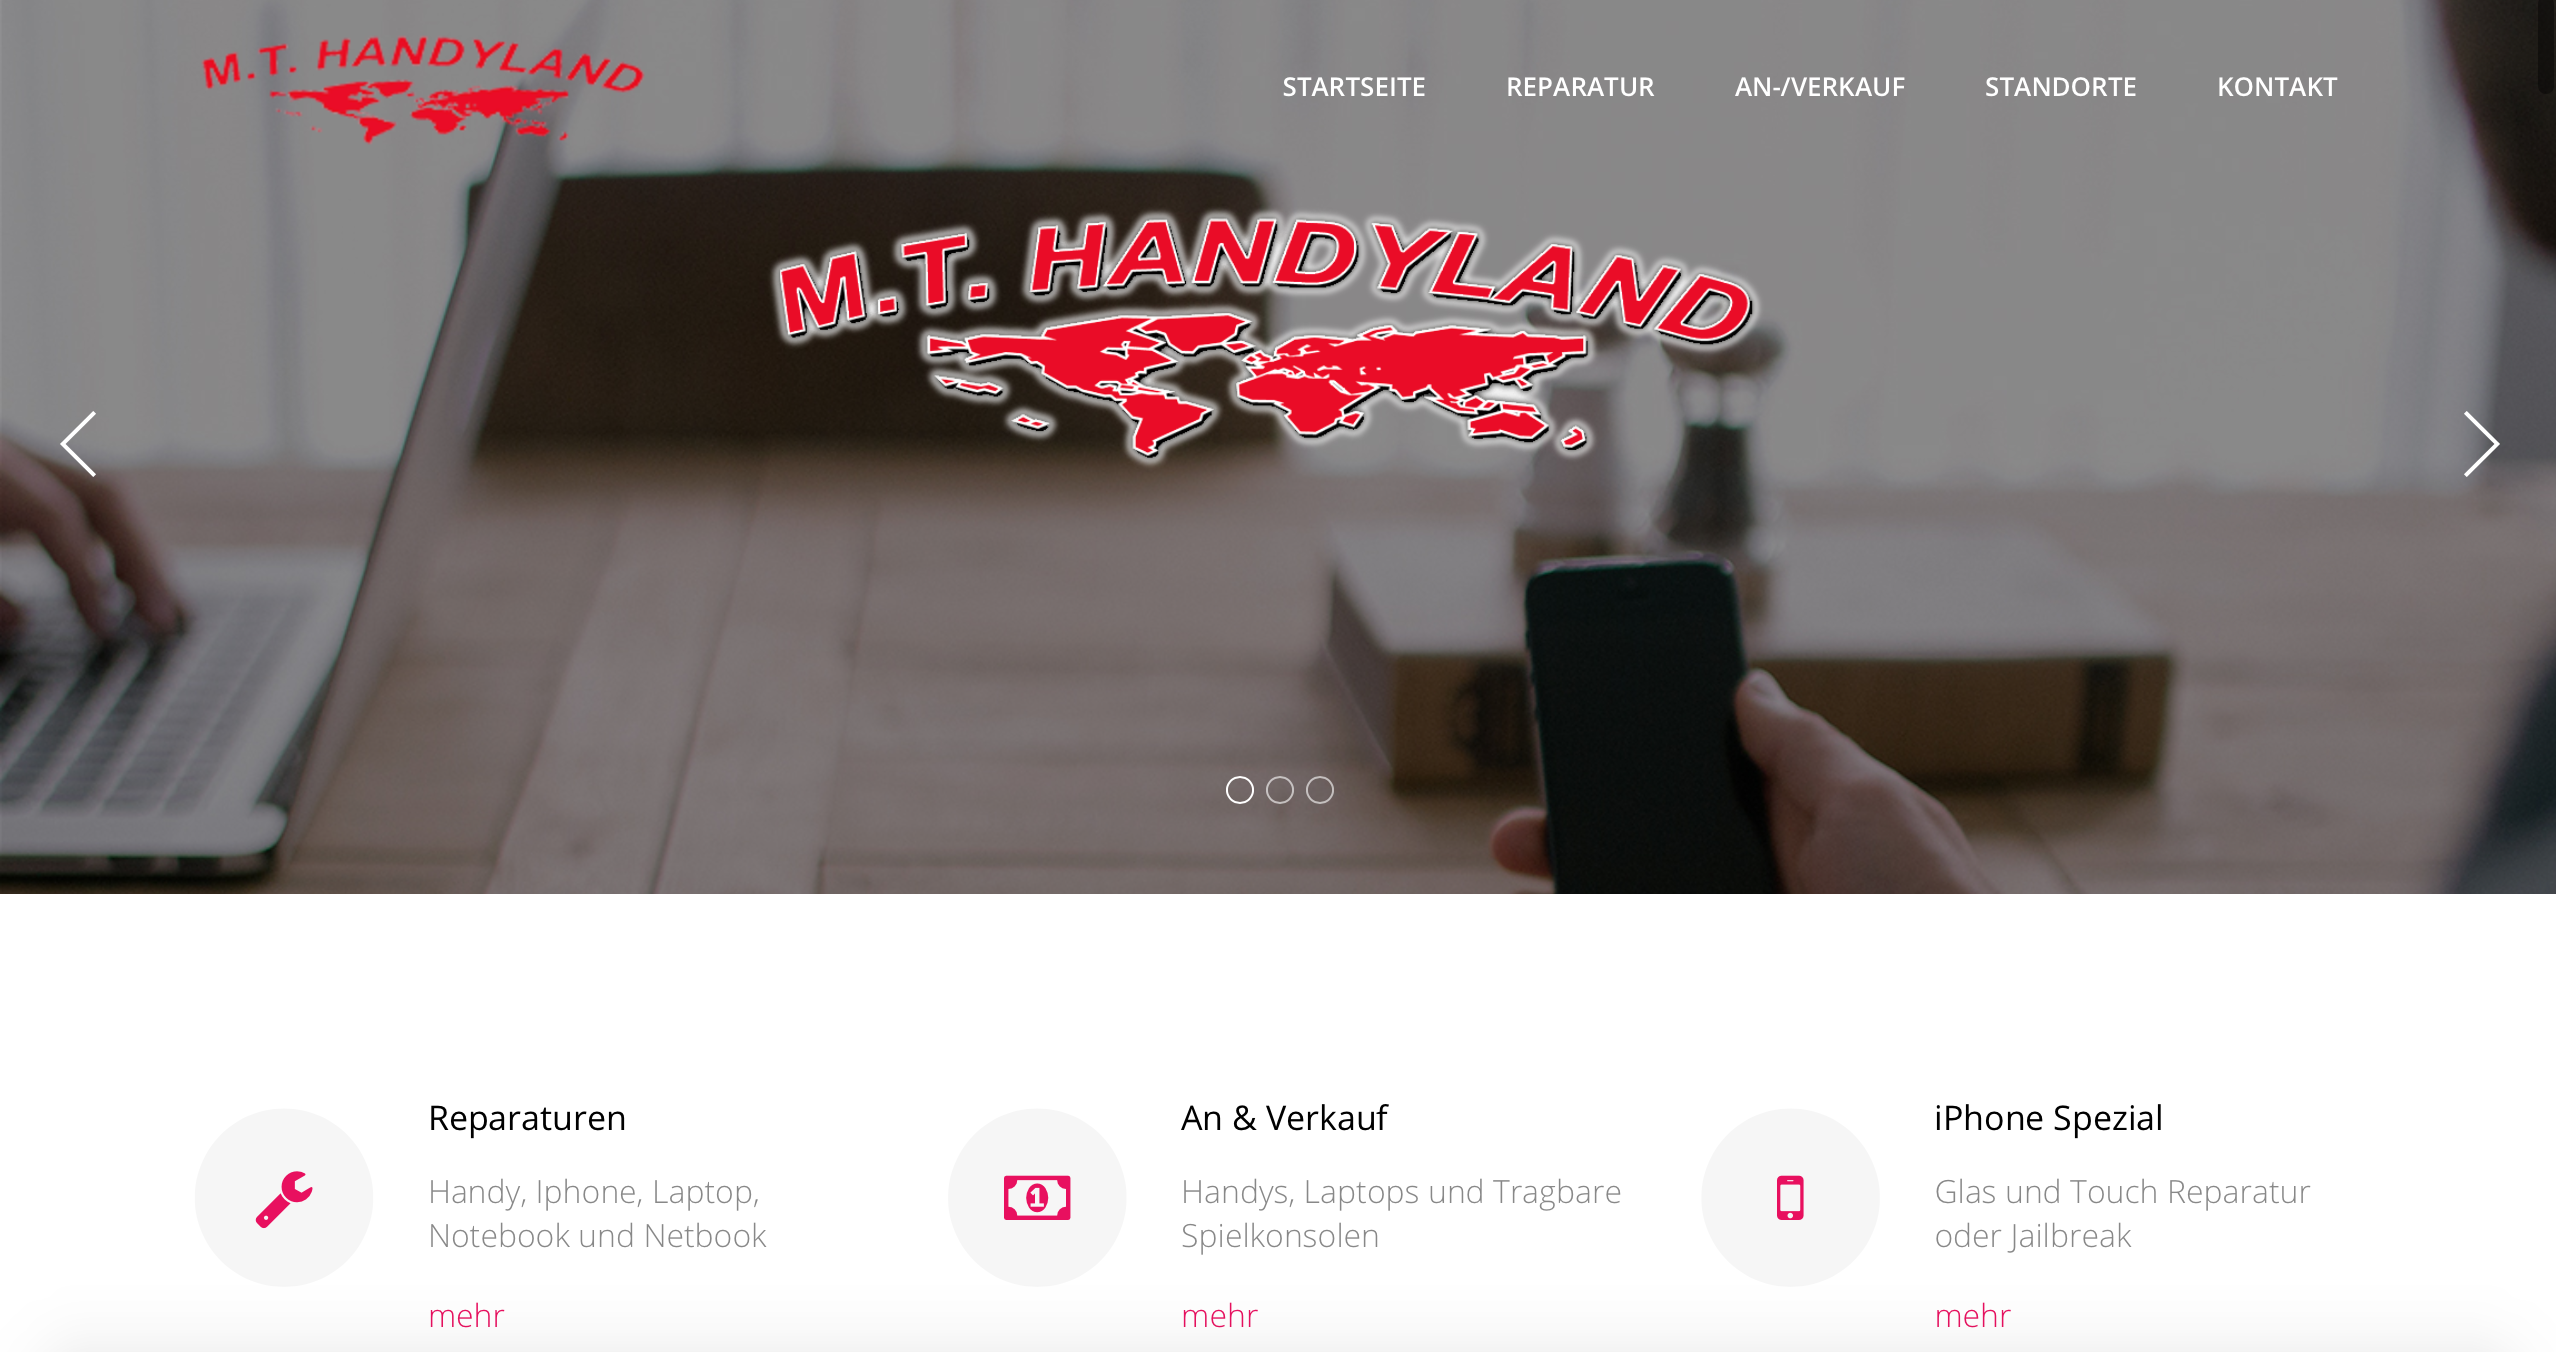 M.T. HANDYLAND
STARTSEITE REPARATUR AN-/VERKAUF STANDORTE KONTAKT
M.T. HANDYLAND
Reparaturen
Handy, Iphone, Laptop,
Notebook und Netbook
mehr
1
An & Verkauf
Handys, Laptops und Tragbare
Spielkonsolen
mehr
iPhone Spezial
Glas und Touch Reparatur
oder Jailbreak
mehr